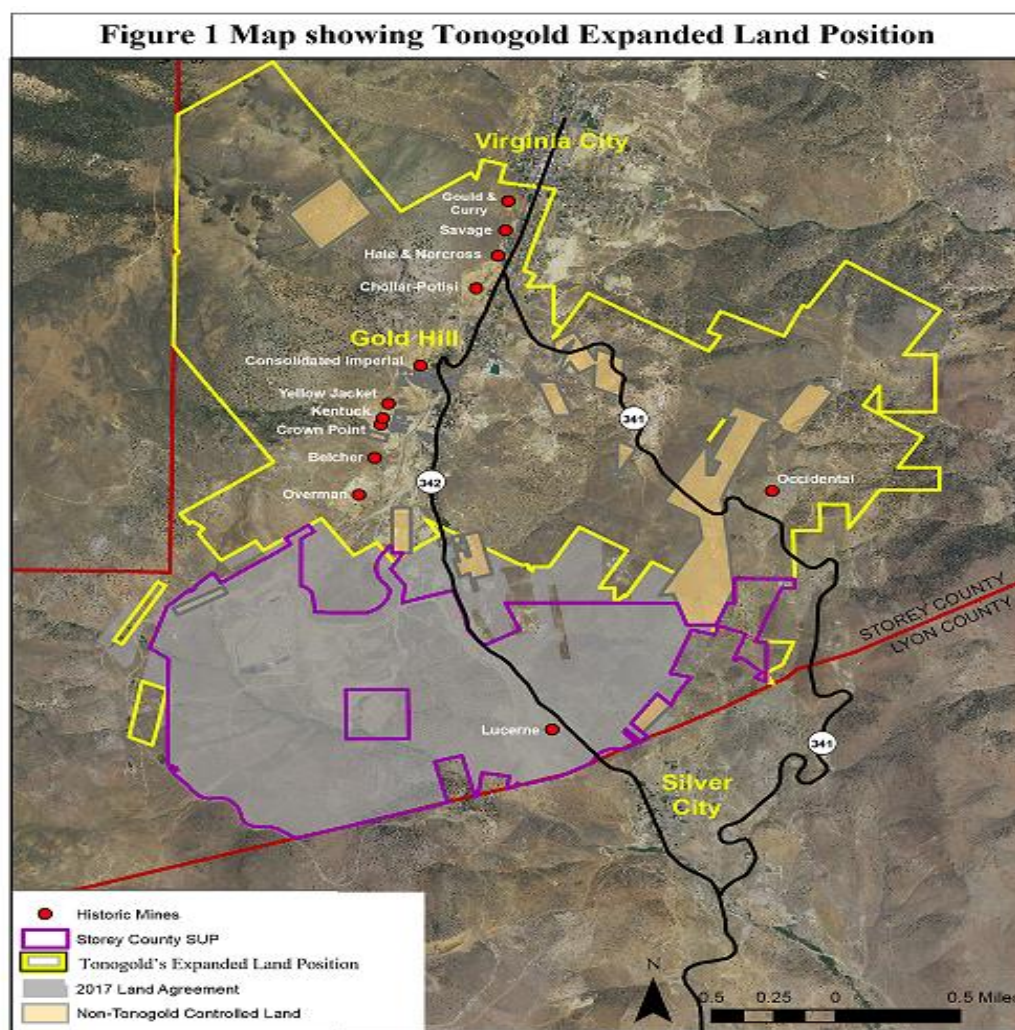 Figure 1 Map showing Tonogold Expanded Land Position
Virginia City
Gould &
Curry
Savage
Hale & Norcross
Chollar-Potisi
Gold Hill
Consolidated Imperial
Yellow Jacket
Kentuck
Crown Point
341
Belcher
342
Occidental
Overman
STOREY COUNTY
LYON COUNTY
Lucerne
341
Silver
City
Historic Mines
Storey County SUP
Tonogold's Expanded Land Position
2017 Land Agreement
Non-Tonogold Controlled Land
N
0.5 0.25 0 0.5 Miles